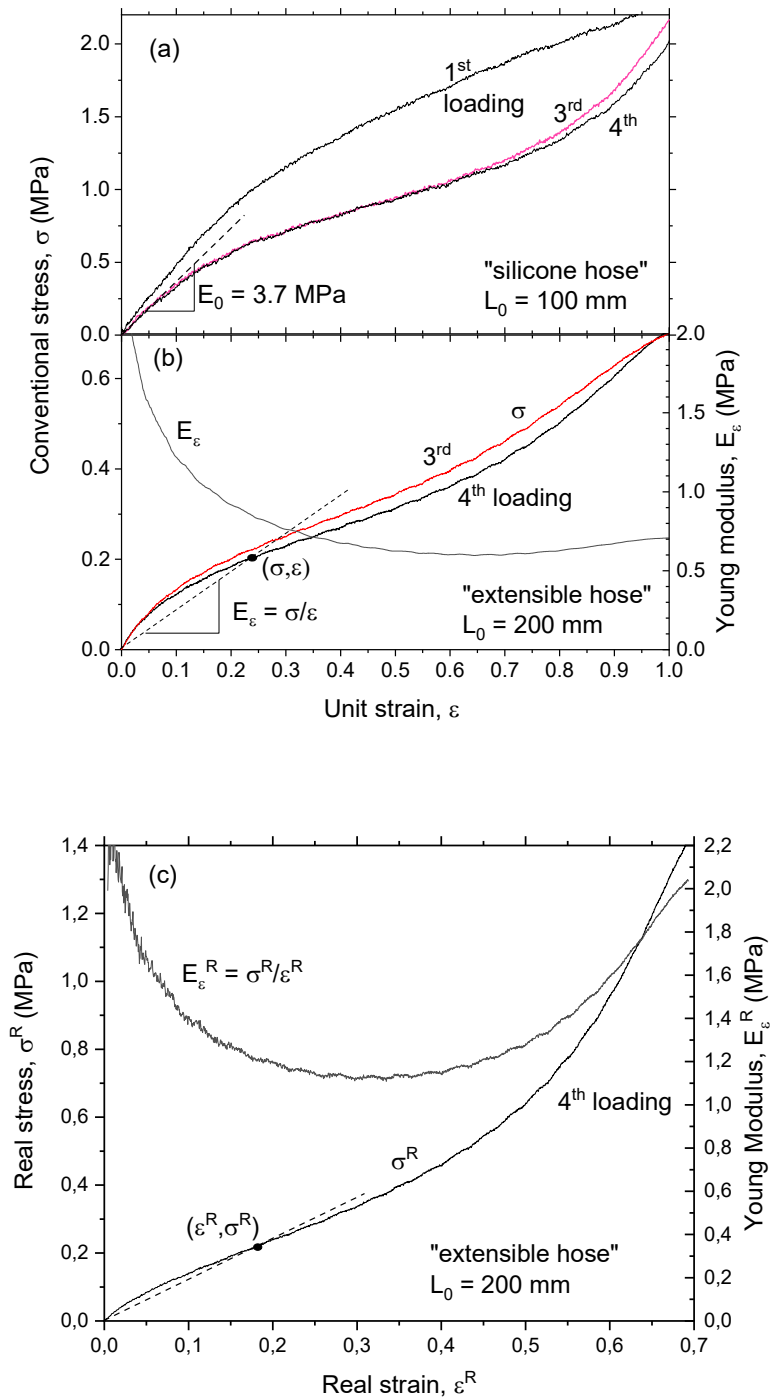 (a)
1st
loading
3rd
4th
2.0
1.5
1.0
0.5
0.0
E0 = 3.7 MPa
"silicone hose"
L0 = 100 mm
Conventional stress, σ (MPa)
(b)
Eε
σ
3rd
4th loading
(σ,ε)
Eε = σ/ε
"extensible hose"
L0 = 200 mm
0.6
0.4
0.2
0.0
2.0
1.5
1.0
0.5
0.0
Young modulus, Eε (MPa)
0.0 0.1 0.2 0.3 0.4 0.5 0.6 0.7 0.8 0.9 1.0
Unit strain, ε
(c)
EεR = σR/εR
4th loading
σR
(εR,σR)
"extensible hose"
L0 = 200 mm
1,4
1,2
1,0
0,8
0,6
0,4
0,2
0,0
Real stress, σR (MPa)
2,2
2,0
1,8
1,6
1,4
1,2
1,0
0,8
0,6
0,4
0,2
0,0
Young Modulus, EεR (MPa)
0,0 0,1 0,2 0,3 0,4 0,5 0,6 0,7
Real strain, εR